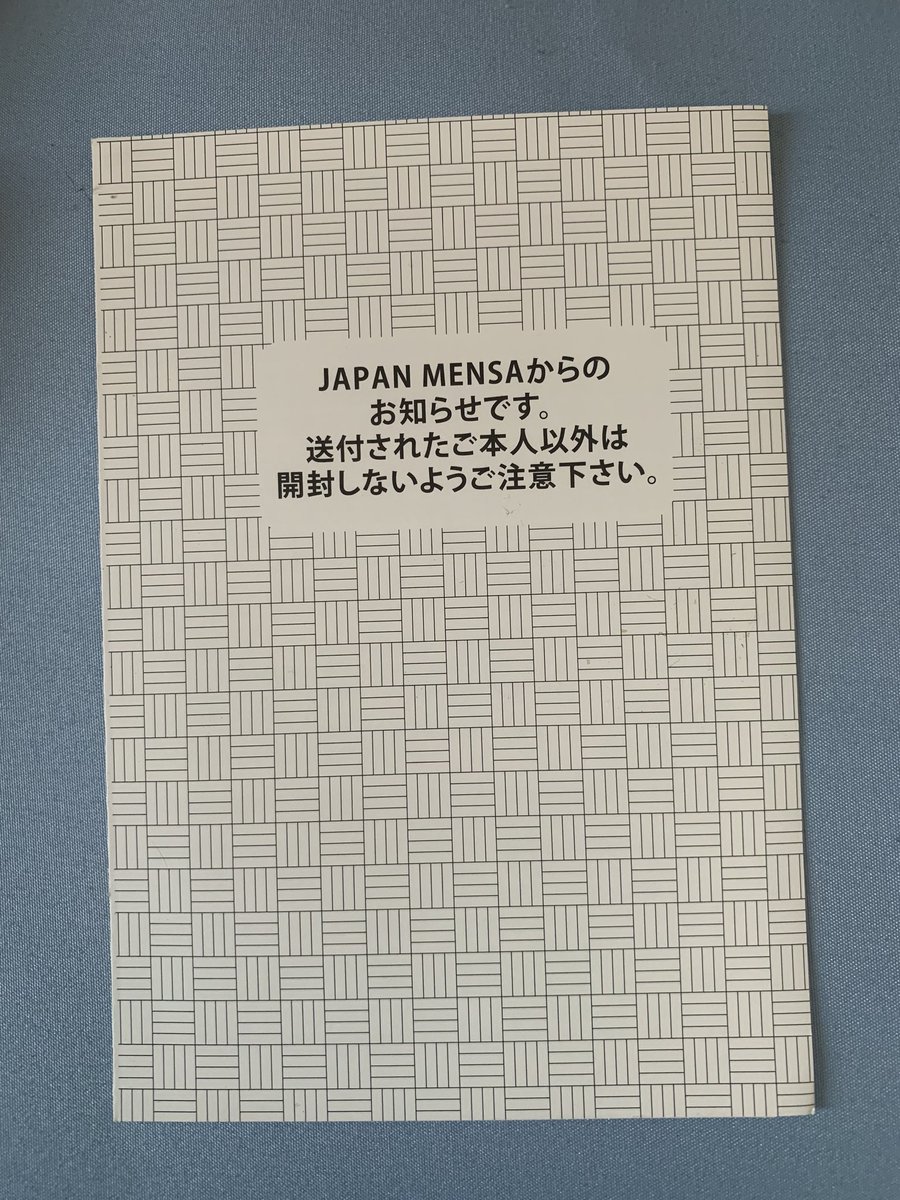 JAPAN MENSAからの
お知らせです。
送付されたご本人以外は
開封しないようご注意下さい。